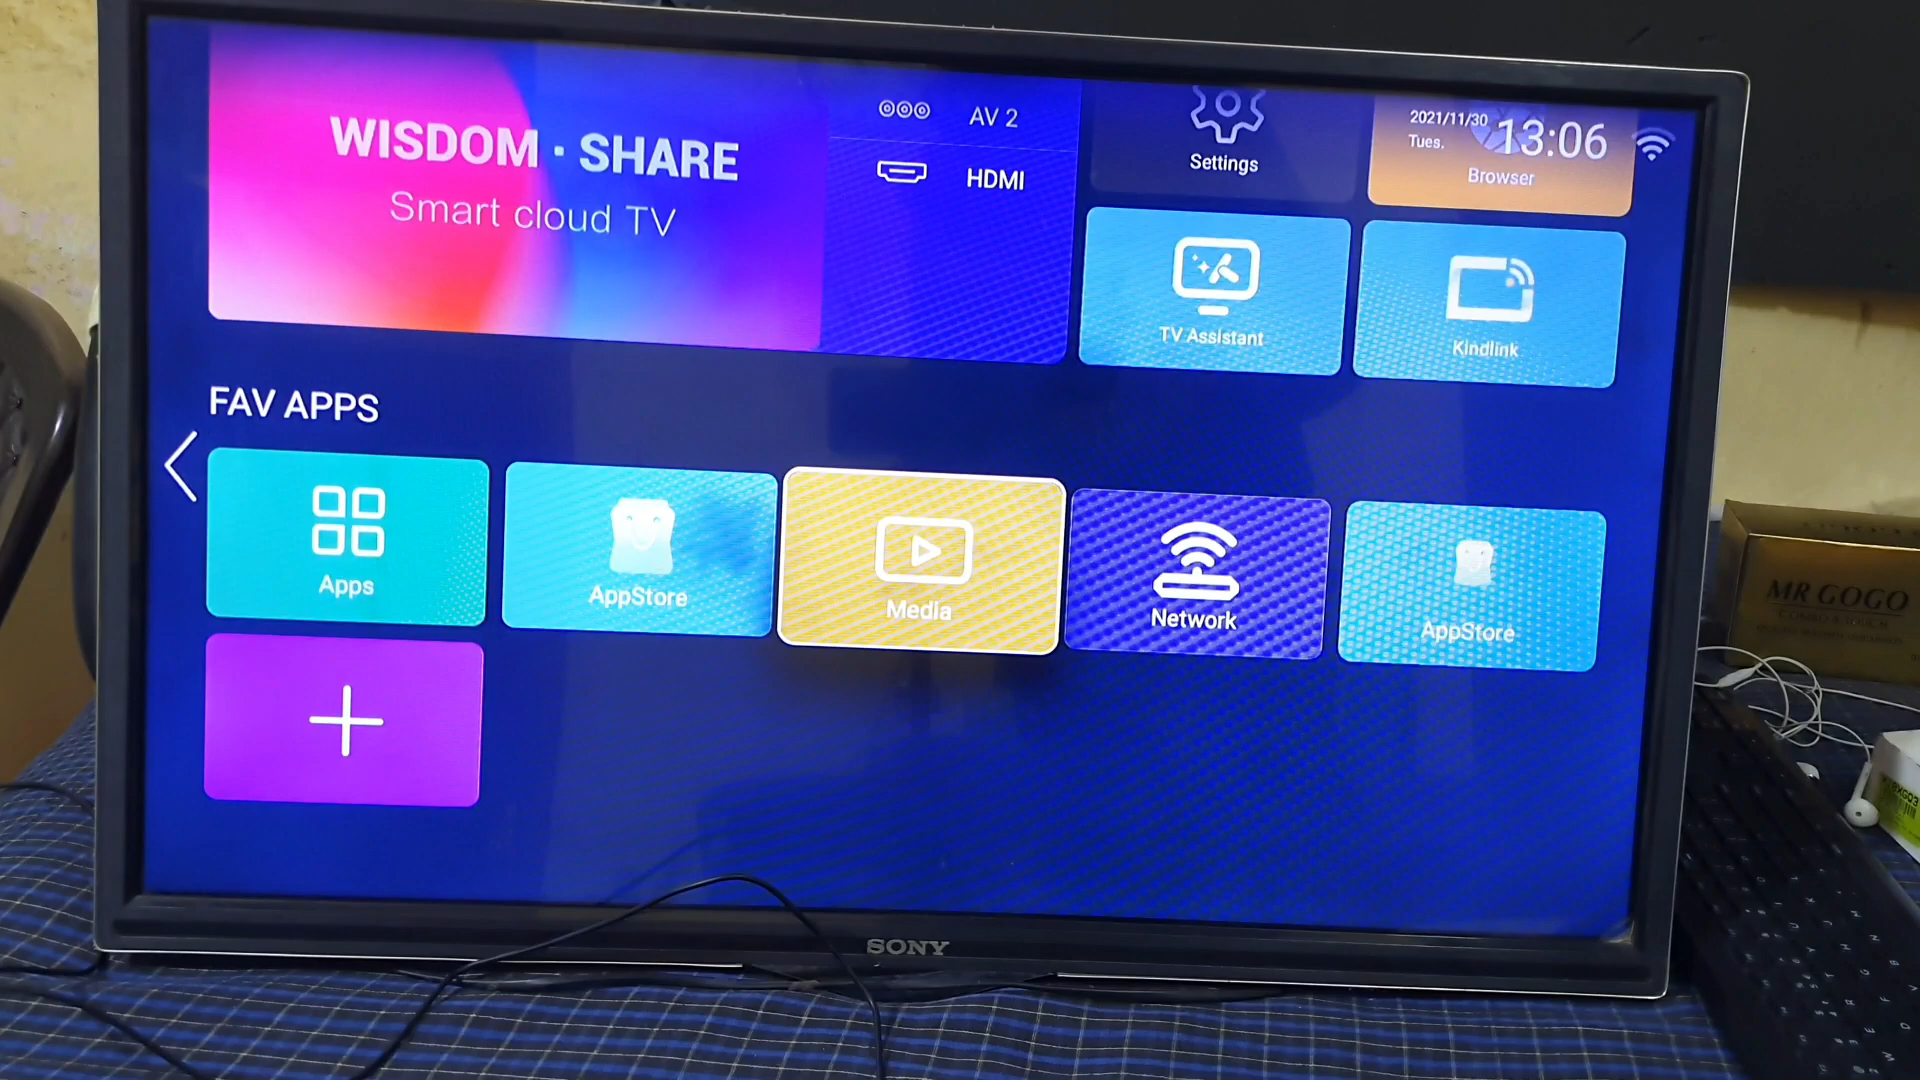 WISDOM · SHARE
Smart cloud TV
AV 2
HDMI
Settings
2021/11/30
Tues.
13:06
Browser
TV Assistant
Kindlink
FAV APPS
Apps
AppStore
Media
Network
AppStore
SONY
MR GOGO